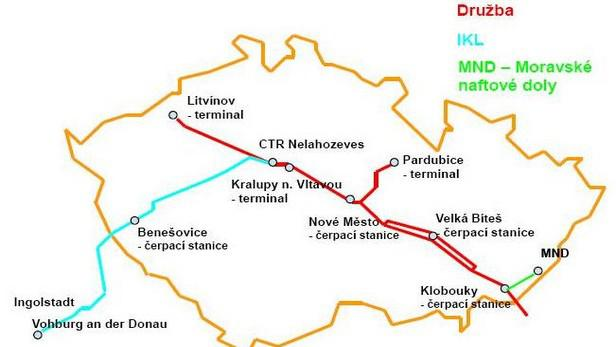 Družba
IKL
MND – Moravské
naftové doly
Litvínov
- terminal
CTR Nelahozeves
Kralupy n. Vltavou
- terminal
Pardubice
- terminal
Nové Město
- čerpací stanice
Velká Bíteš
- čerpací stanice
Benešovice
- čerpací stanice
MND
Klobouky
- čerpací stanice
Ingolstadt
Vohburg an der Donau